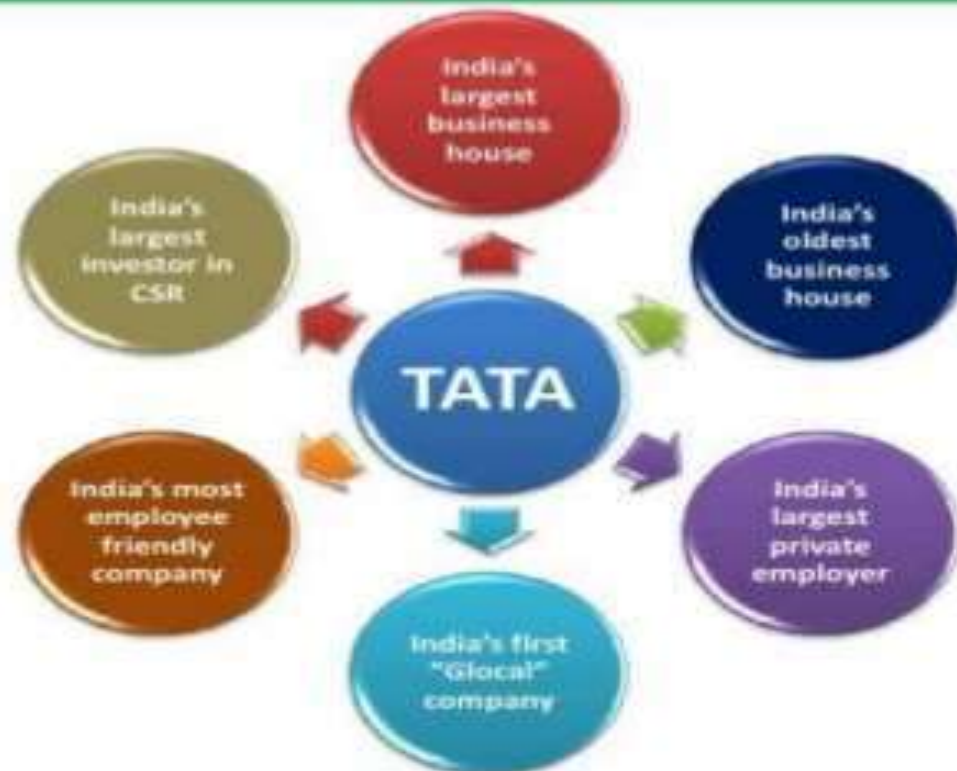 India's
largest
business
house
India's
oldest
business
house
India's
largest
private
employer
India's first
"Glocal"
company
India's most
employee
friendly
company
India's
largest
investor in
CSR
TATA